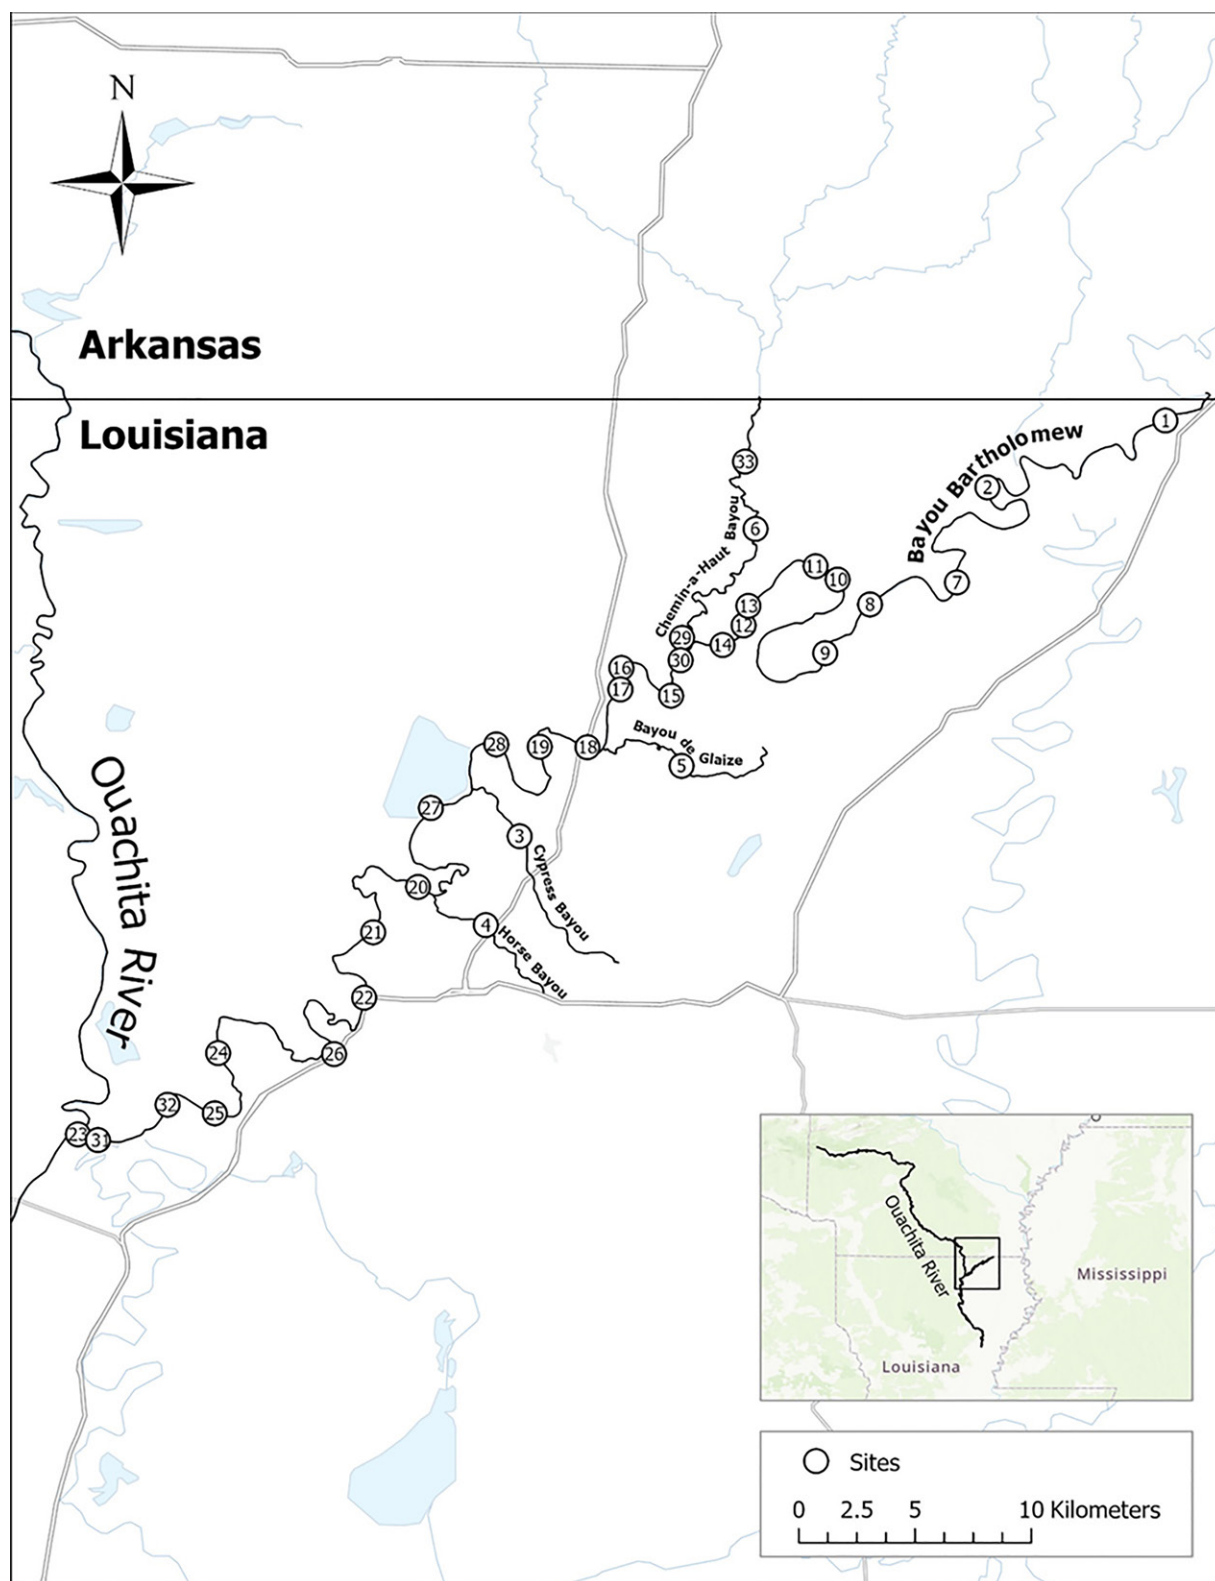 N
Arkansas
Louisiana
1
Bayou Bartholomew
2
33
Chemin-a-Haut Bayou
6
11
10
7
13
8
12
29
14
9
30
16
17
15
Bayou de Glaize
28
19
18
5
Ouachita River
27
3
Cypress Bayou
20
4
Horse Bayou
21
22
24
26
32
25
23
31
Ouachita River
Mississippi
Louisiana
Sites
0 2.5 5 10 Kilometers